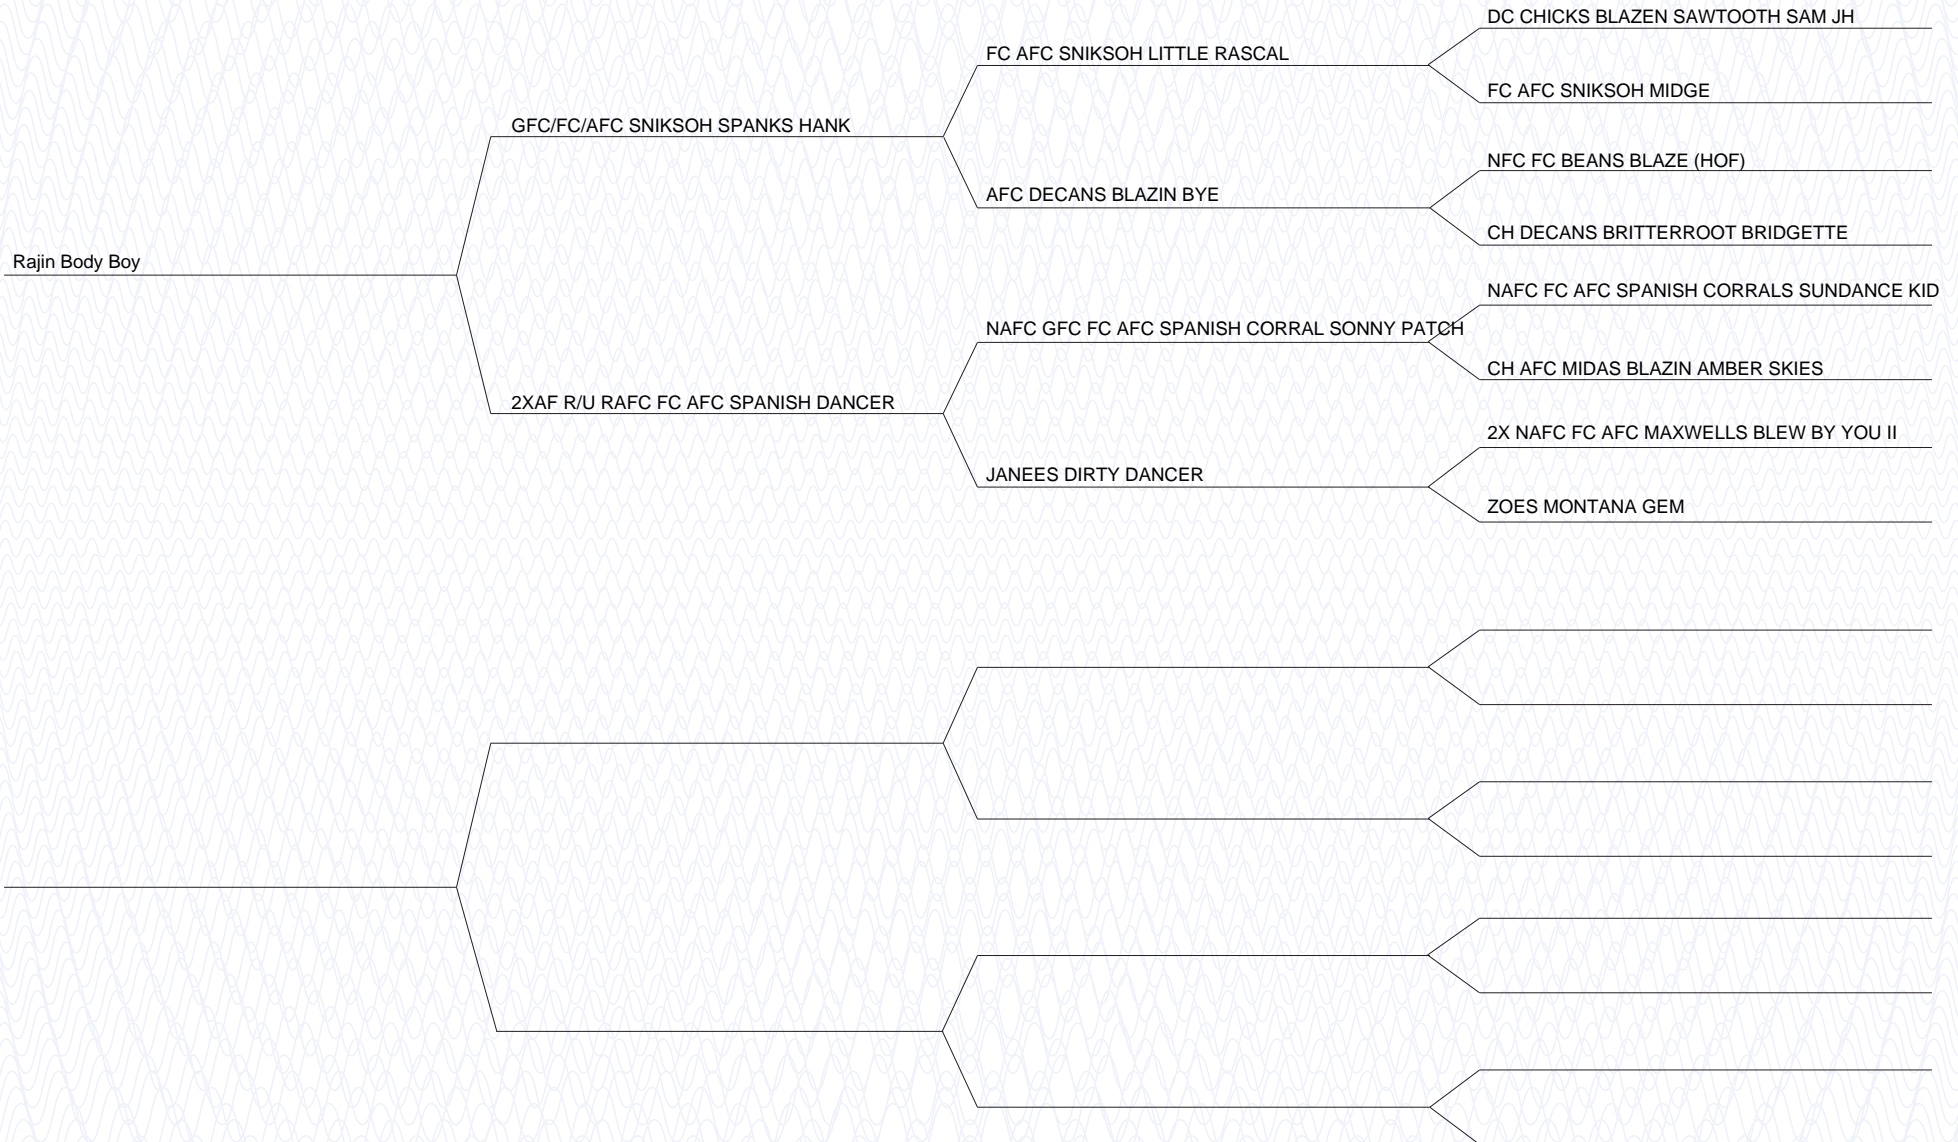 DC CHICKS BLAZEN SAWTOOTH SAM JH
FC AFC SNIKSOH LITTLE RASCAL
FC AFC SNIKSOH MIDGE
GFC/FC/AFC SNIKSOH SPANKS HANK
NFC FC BEANS BLAZE (HOF)
AFC DECANS BLAZIN BYE
CH DECANS BRITTERROOT BRIDGETTE
Rajin Body Boy
NAFC FC AFC SPANISH CORRALS SUNDANCE KID
NAFC GFC FC AFC SPANISH CORRAL SONNY PATCH
CH AFC MIDAS BLAZIN AMBER SKIES
2XAF R/U RAFC FC AFC SPANISH DANCER
2X NAFC FC AFC MAXWELLS BLEW BY YOU II
JANEES DIRTY DANCER
ZOES MONTANA GEM